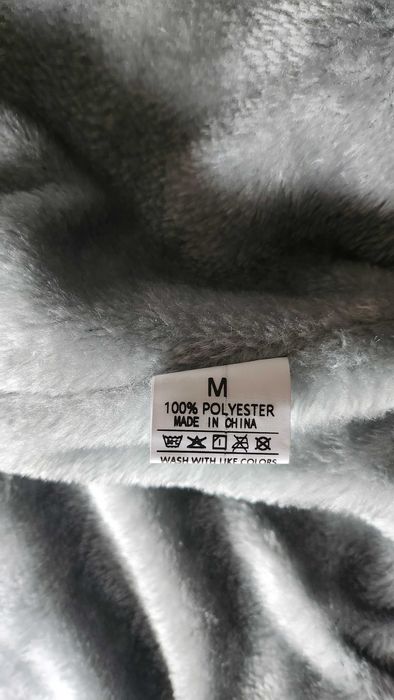 M
100% POLYESTER
MADE IN CHINA
WASH WITH LIKE COLORS